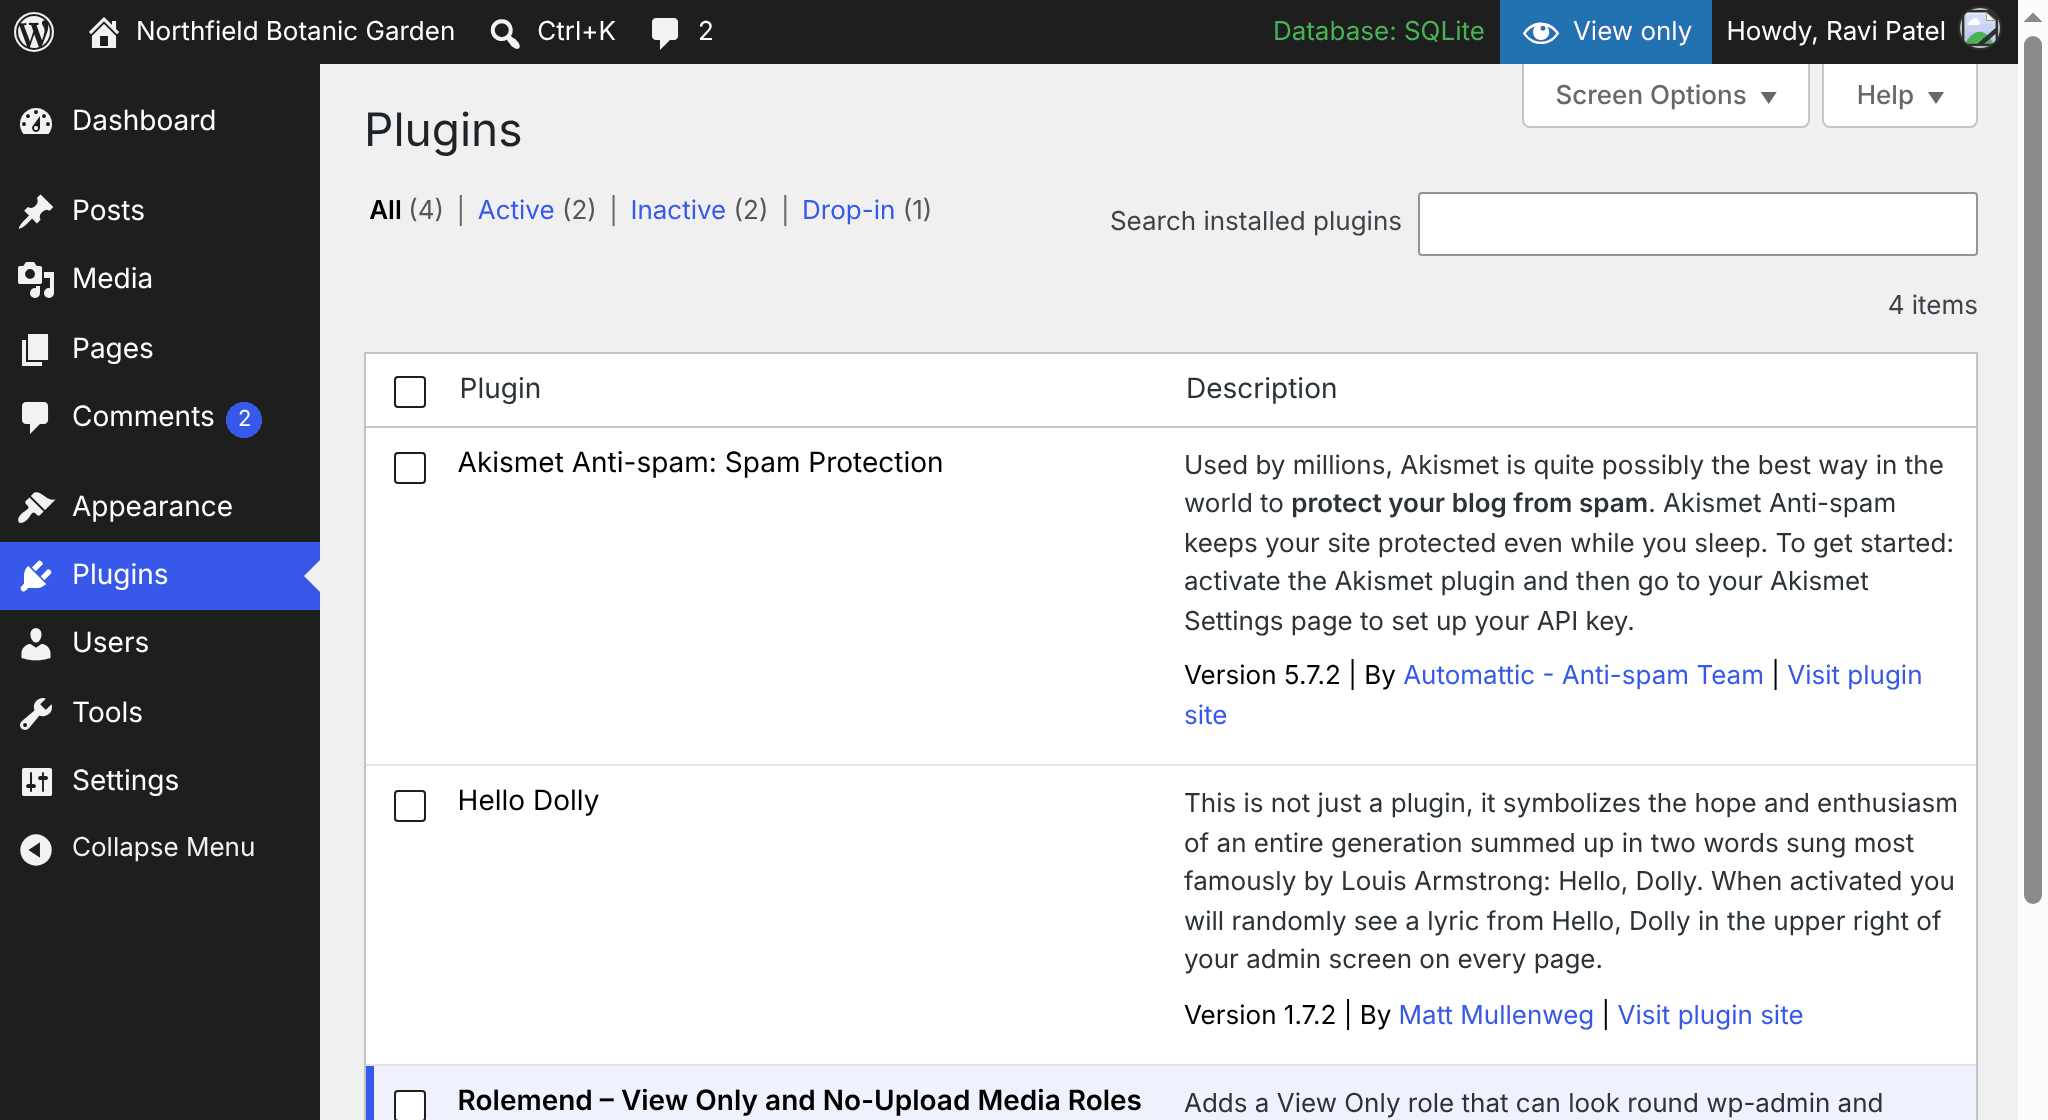 Northfield Botanic Garden Ctrl+K 2 Database: SQLite View only Howdy, Ravi Patel
Dashboard
Posts
Media
Pages
Comments 2
Appearance
Plugins
Users
Tools
Settings
Collapse Menu
Screen Options Help
Plugins
All (4) | Active (2) | Inactive (2) | Drop-in (1)
Search installed plugins
4 items
Plugin Description
Akismet Anti-spam: Spam Protection
Used by millions, Akismet is quite possibly the best way in the
world to protect your blog from spam. Akismet Anti-spam
keeps your site protected even while you sleep. To get started:
activate the Akismet plugin and then go to your Akismet
Settings page to set up your API key.
Version 5.7.2 | By Automattic - Anti-spam Team | Visit plugin
site
Hello Dolly
This is not just a plugin, it symbolizes the hope and enthusiasm
of an entire generation summed up in two words sung most
famously by Louis Armstrong: Hello, Dolly. When activated you
will randomly see a lyric from Hello, Dolly in the upper right of
your admin screen on every page.
Version 1.7.2 | By Matt Mullenweg | Visit plugin site
Rolemend – View Only and No-Upload Media Roles
Adds a View Only role that can look round wp-admin and